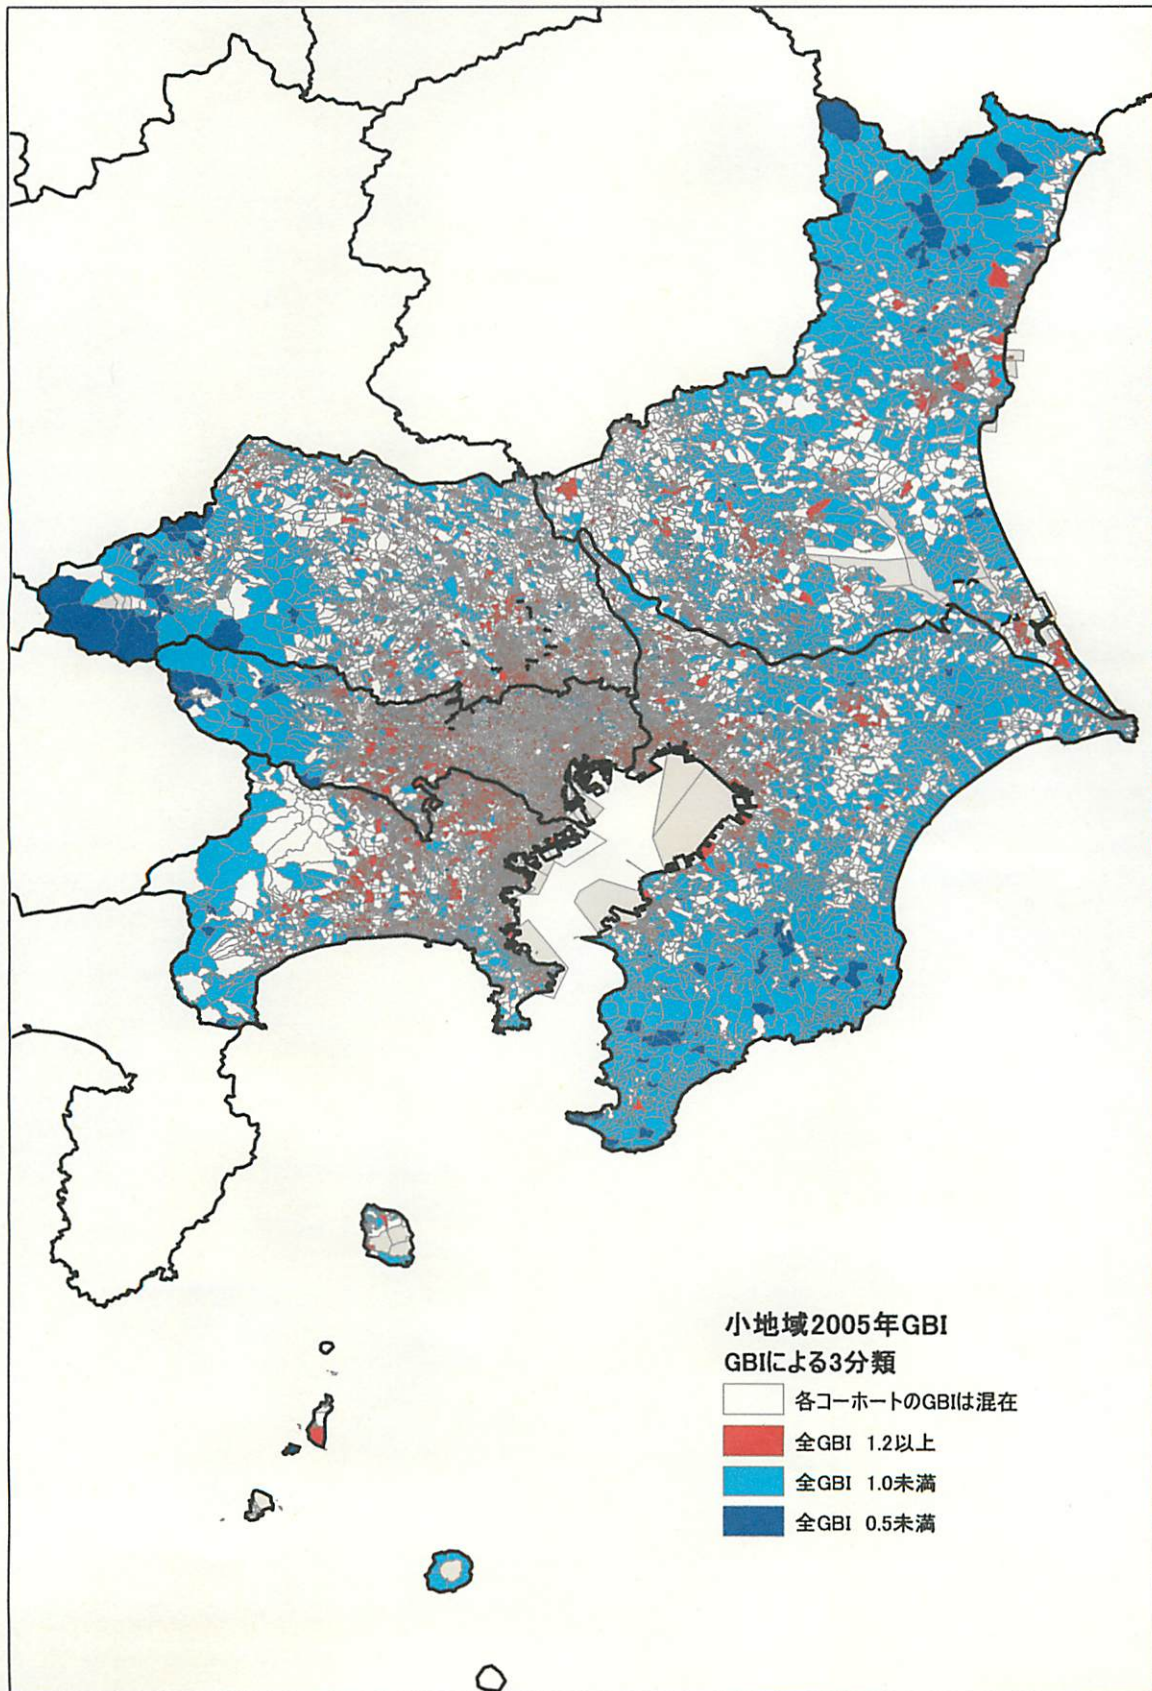 小地域2005年GBI
GBIによる3分類
各コーホートのGBIは混在
全GBI 1.2以上
全GBI 1.0未満
全GBI 0.5未満